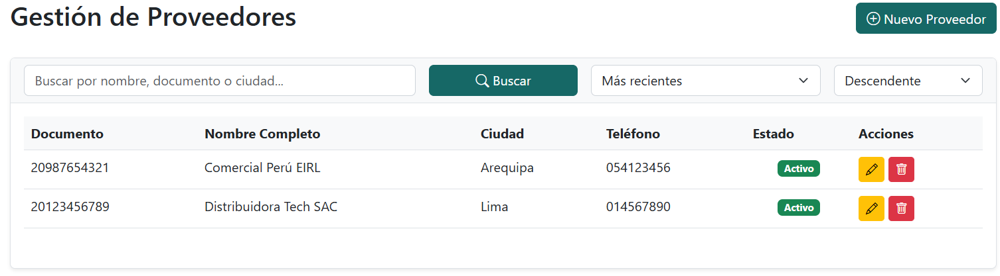 Gestión de Proveedores
Nuevo Proveedor
Buscar por nombre, documento o ciudad...
Buscar
Más recientes
Descendente
Documento Nombre Completo Ciudad Teléfono Estado Acciones
20987654321 Comercial Perú EIRL Arequipa 054123456 Activo
20123456789 Distribuidora Tech SAC Lima 014567890 Activo